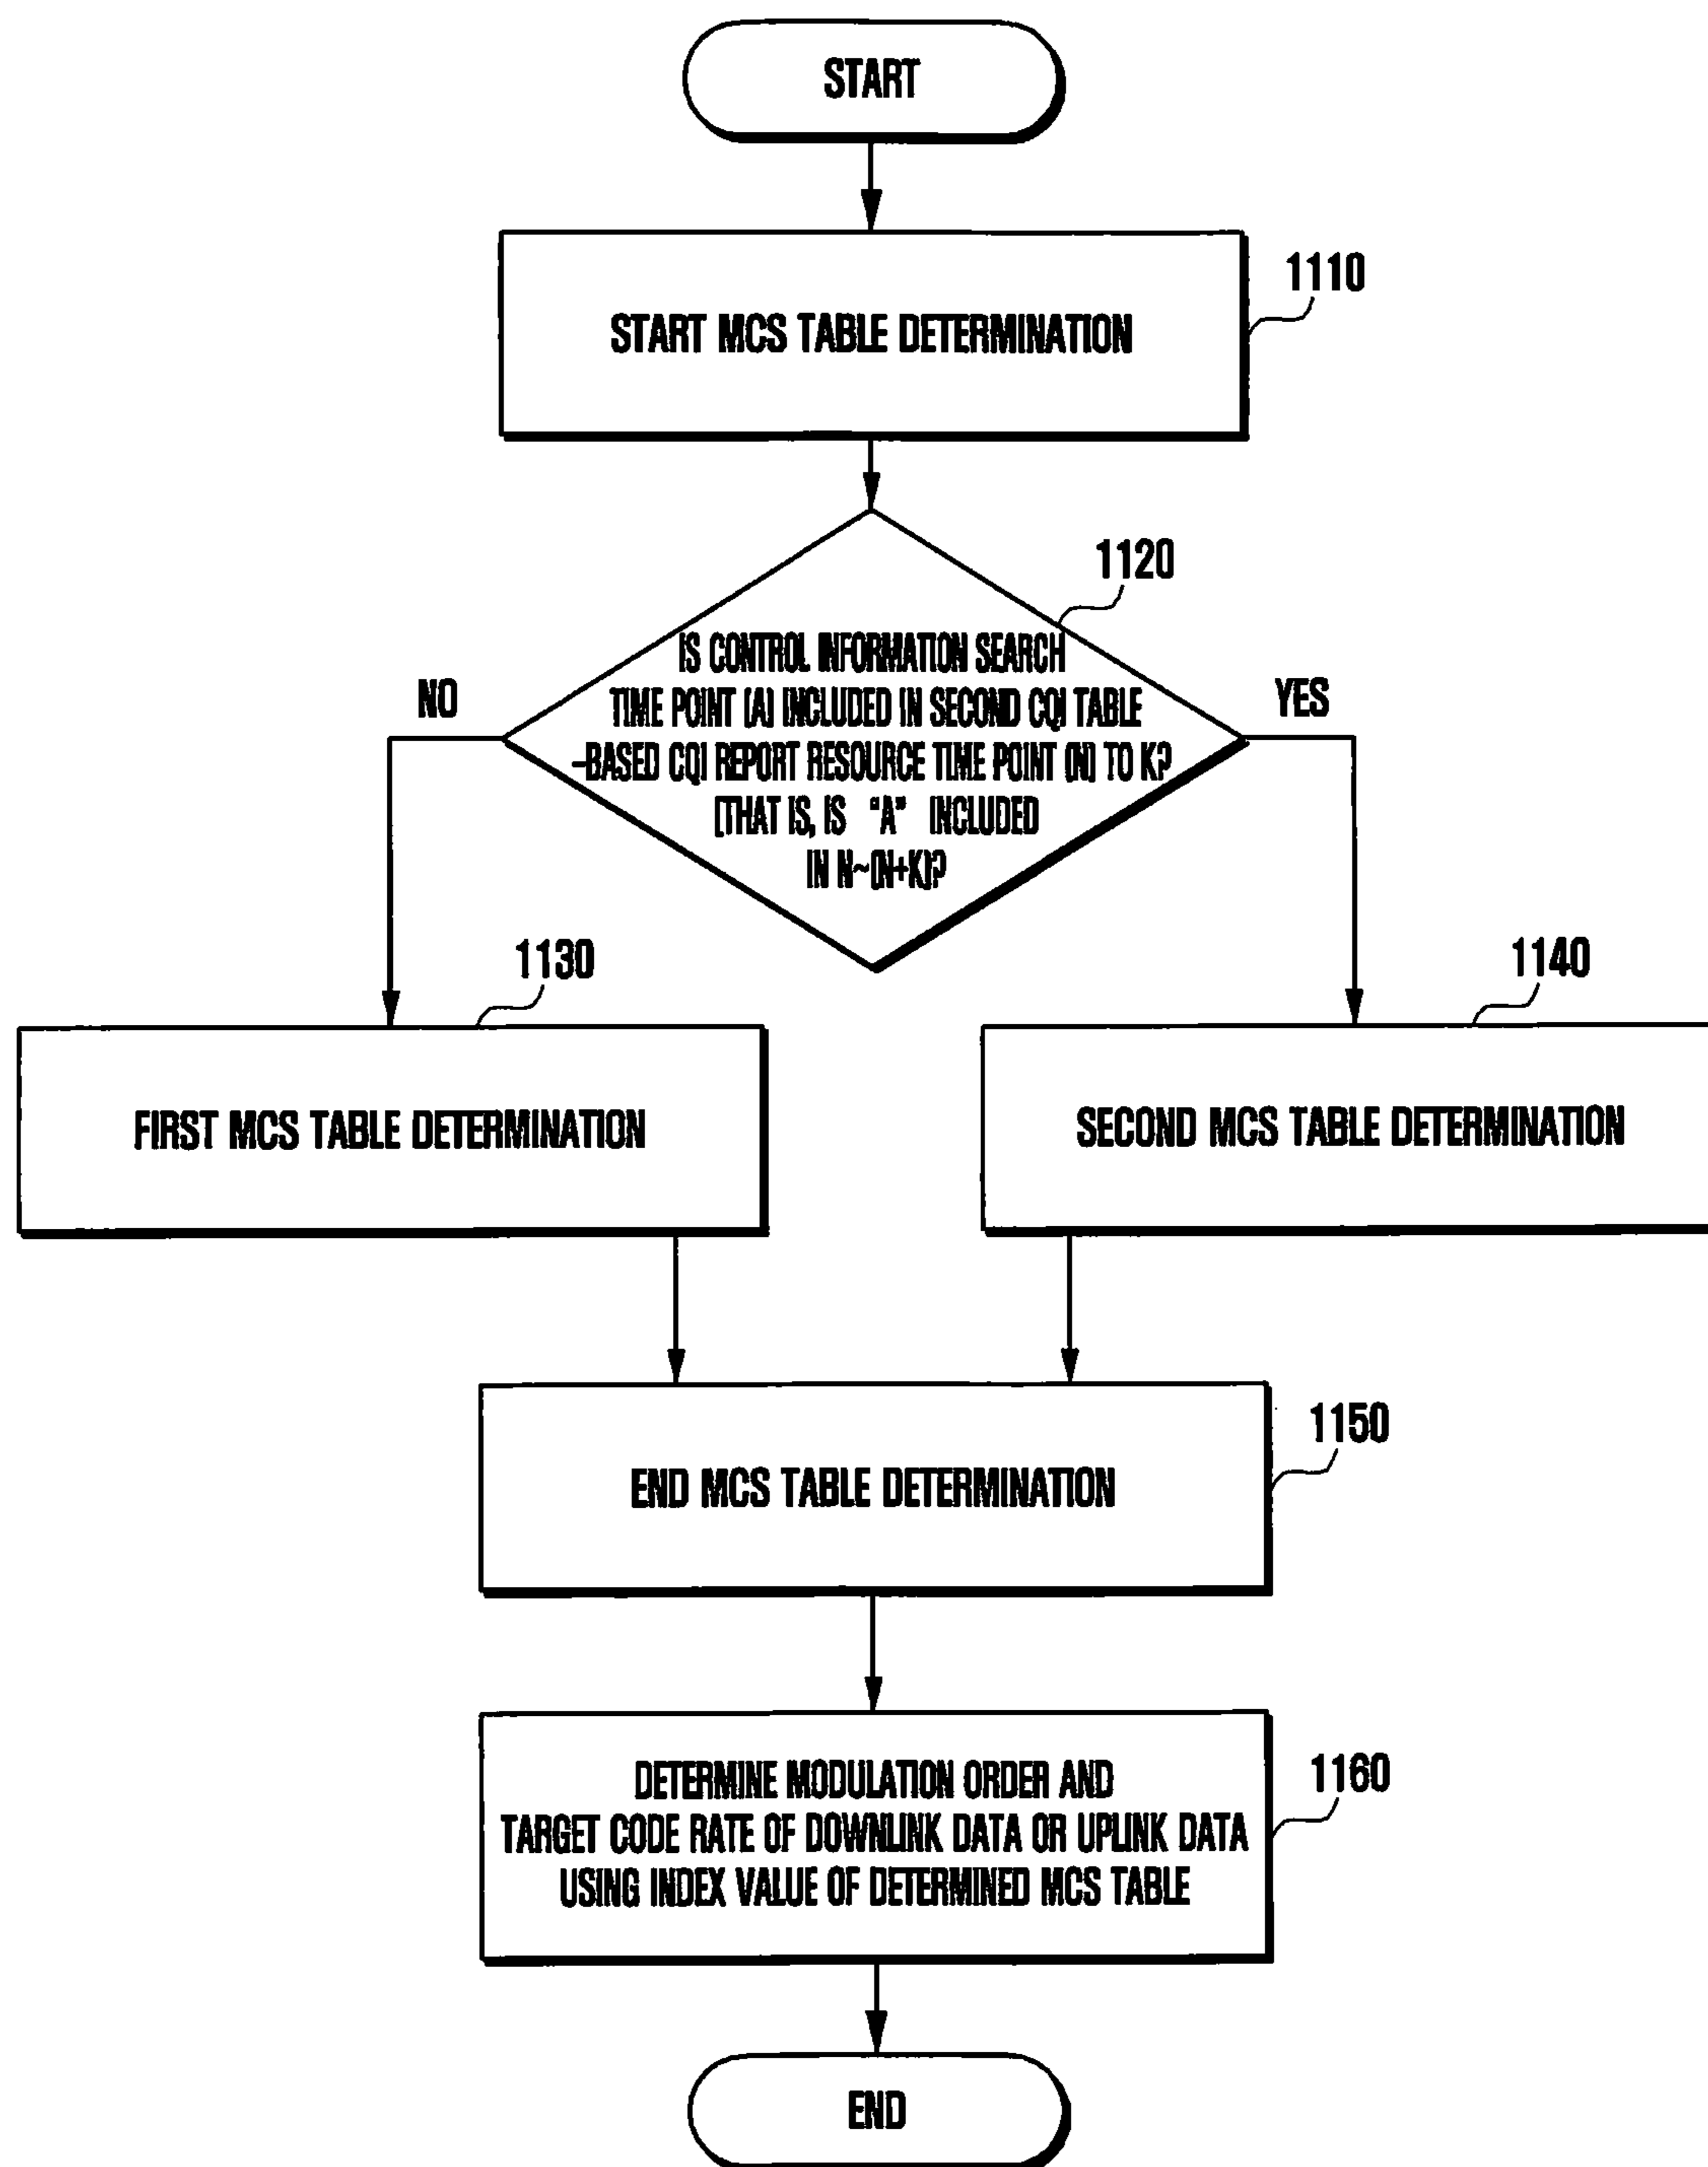 START
1110
START MCS TABLE DETERMINATION
1120
IS CONTROL INFORMATION SEARCH
TIME POINT (A) INCLUDED IN SECOND CQI TABLE
-BASED CQI REPORT RESOURCE TIME POINT (N) TO K?
(THAT IS, IS "A" INCLUDED
IN N~(N+K)?
NO
YES
1130
1140
FIRST MCS TABLE DETERMINATION
SECOND MCS TABLE DETERMINATION
1150
END MCS TABLE DETERMINATION
1160
DETERMINE MODULATION ORDER AND
TARGET CODE RATE OF DOWNLINK DATA OR UPLINK DATA
USING INDEX VALUE OF DETERMINED MCS TABLE
END